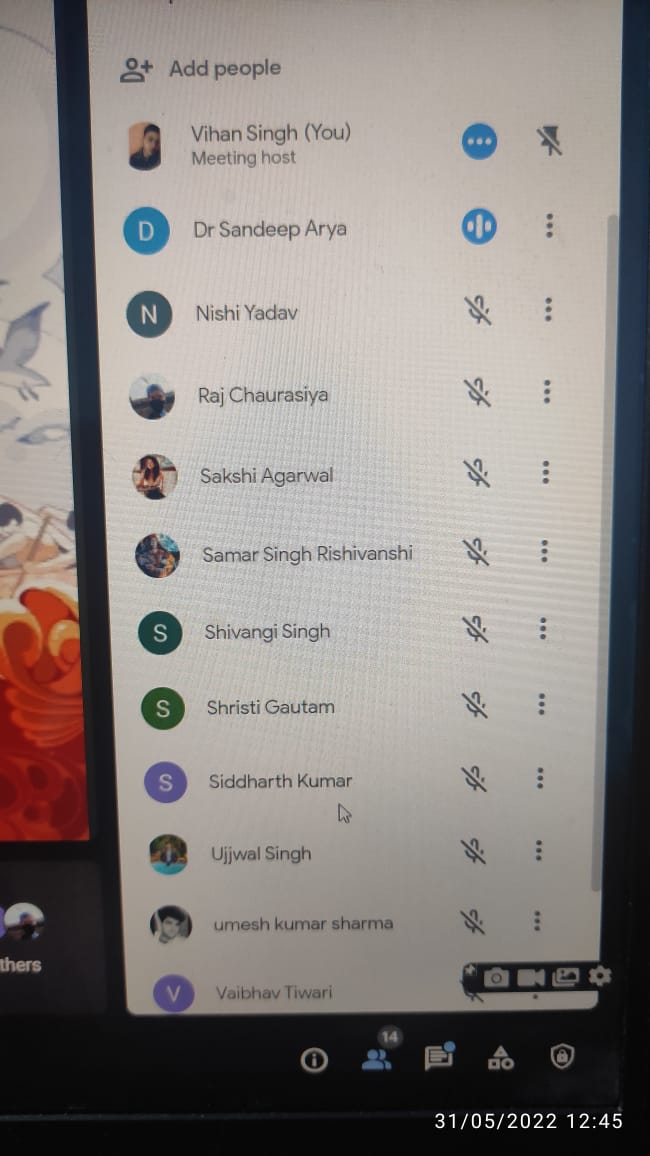 Add people
Vihan Singh (You)
Meeting host
D
Dr Sandeep Arya
N
Nishi Yadav
Raj Chaurasiya
Sakshi Agarwal
Samar Singh Rishivanshi
S
Shivangi Singh
S
Shristi Gautam
S
Siddharth Kumar
Ujjwal Singh
umesh kumar sharma
thers
V
Vaibhav Tiwari
14
31/05/2022 12:45